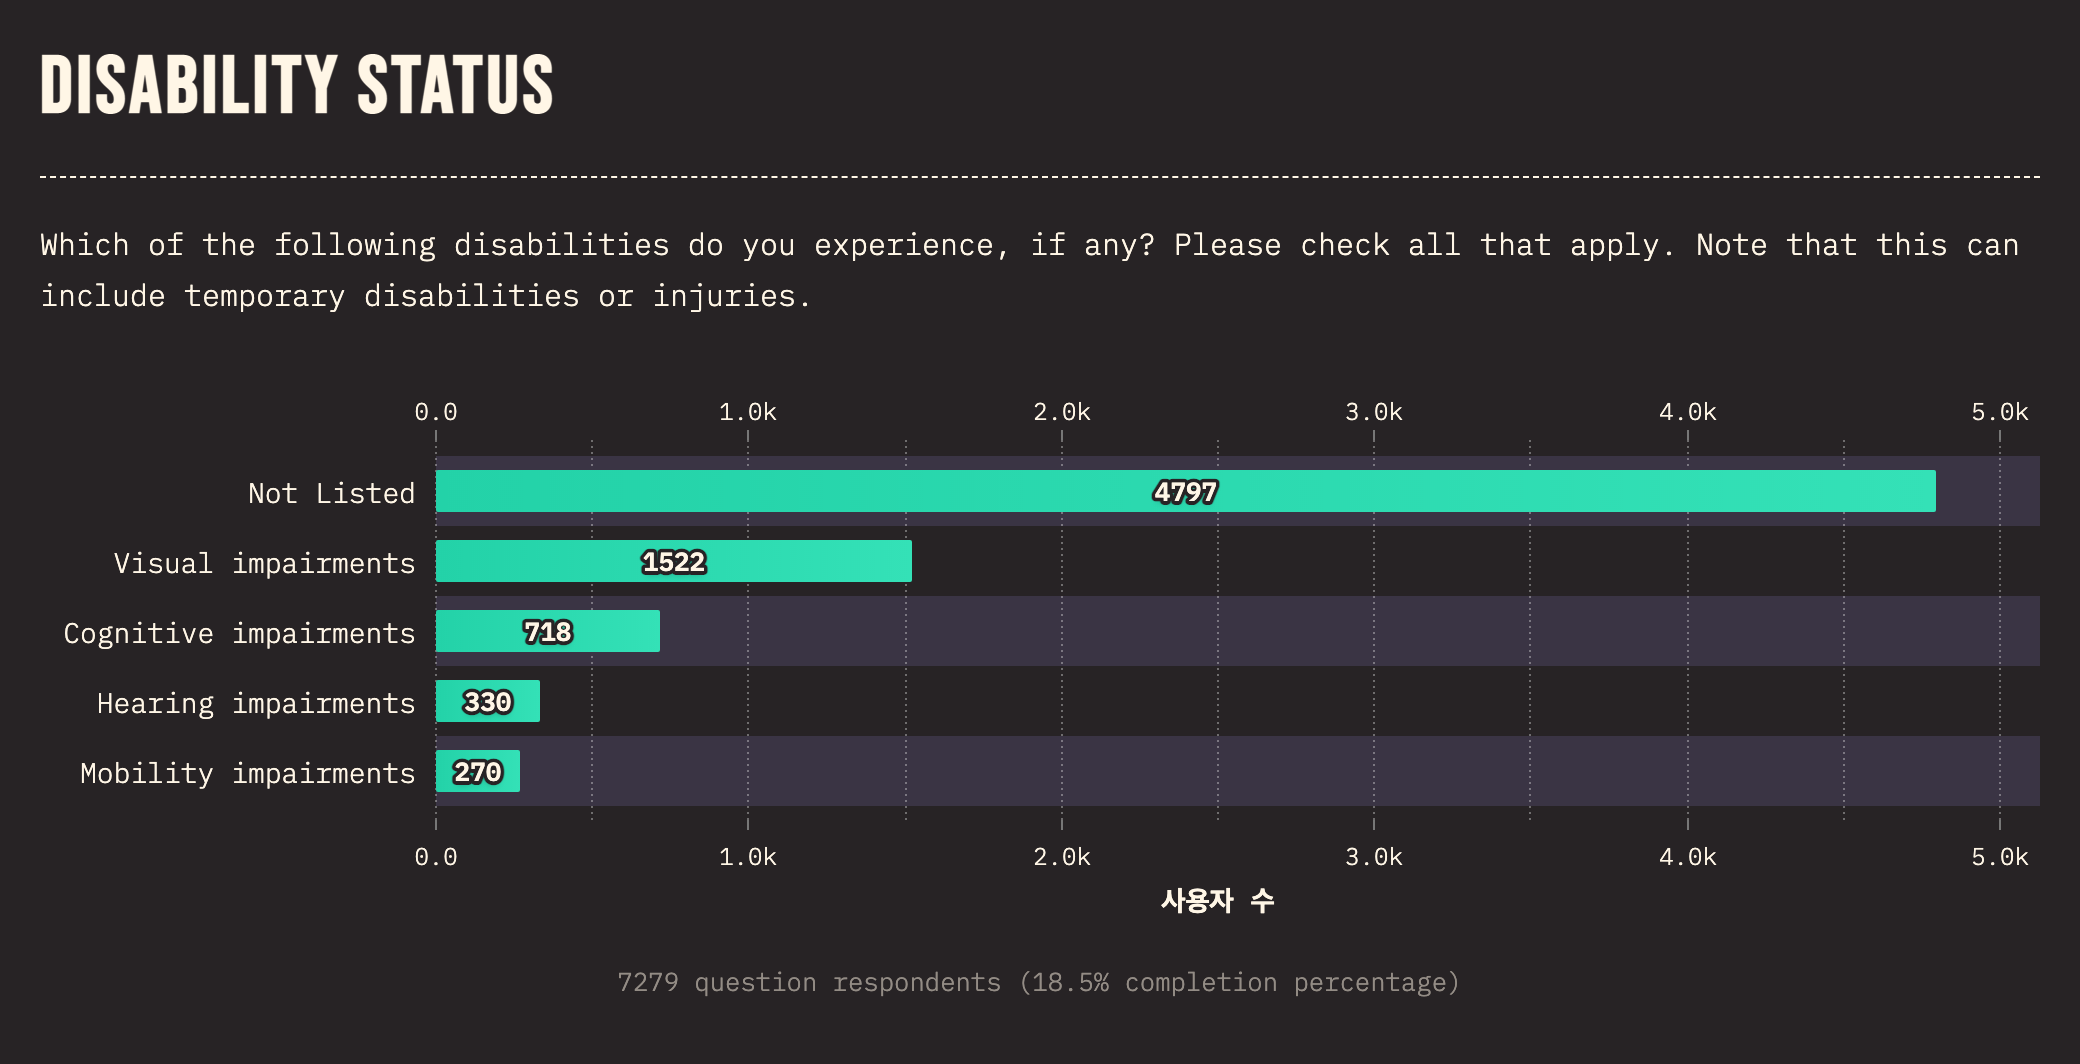 DISABILITY STATUS
Which of the following disabilities do you experience, if any? Please check all that apply. Note that this can
include temporary disabilities or injuries.
0.0 1.0k 2.0k 3.0k 4.0k 5.0k
Not Listed 4797
Visual impairments 1522
Cognitive impairments 718
Hearing impairments 330
Mobility impairments 270
0.0 1.0k 2.0k 3.0k 4.0k 5.0k
사용자 수
7279 question respondents (18.5% completion percentage)